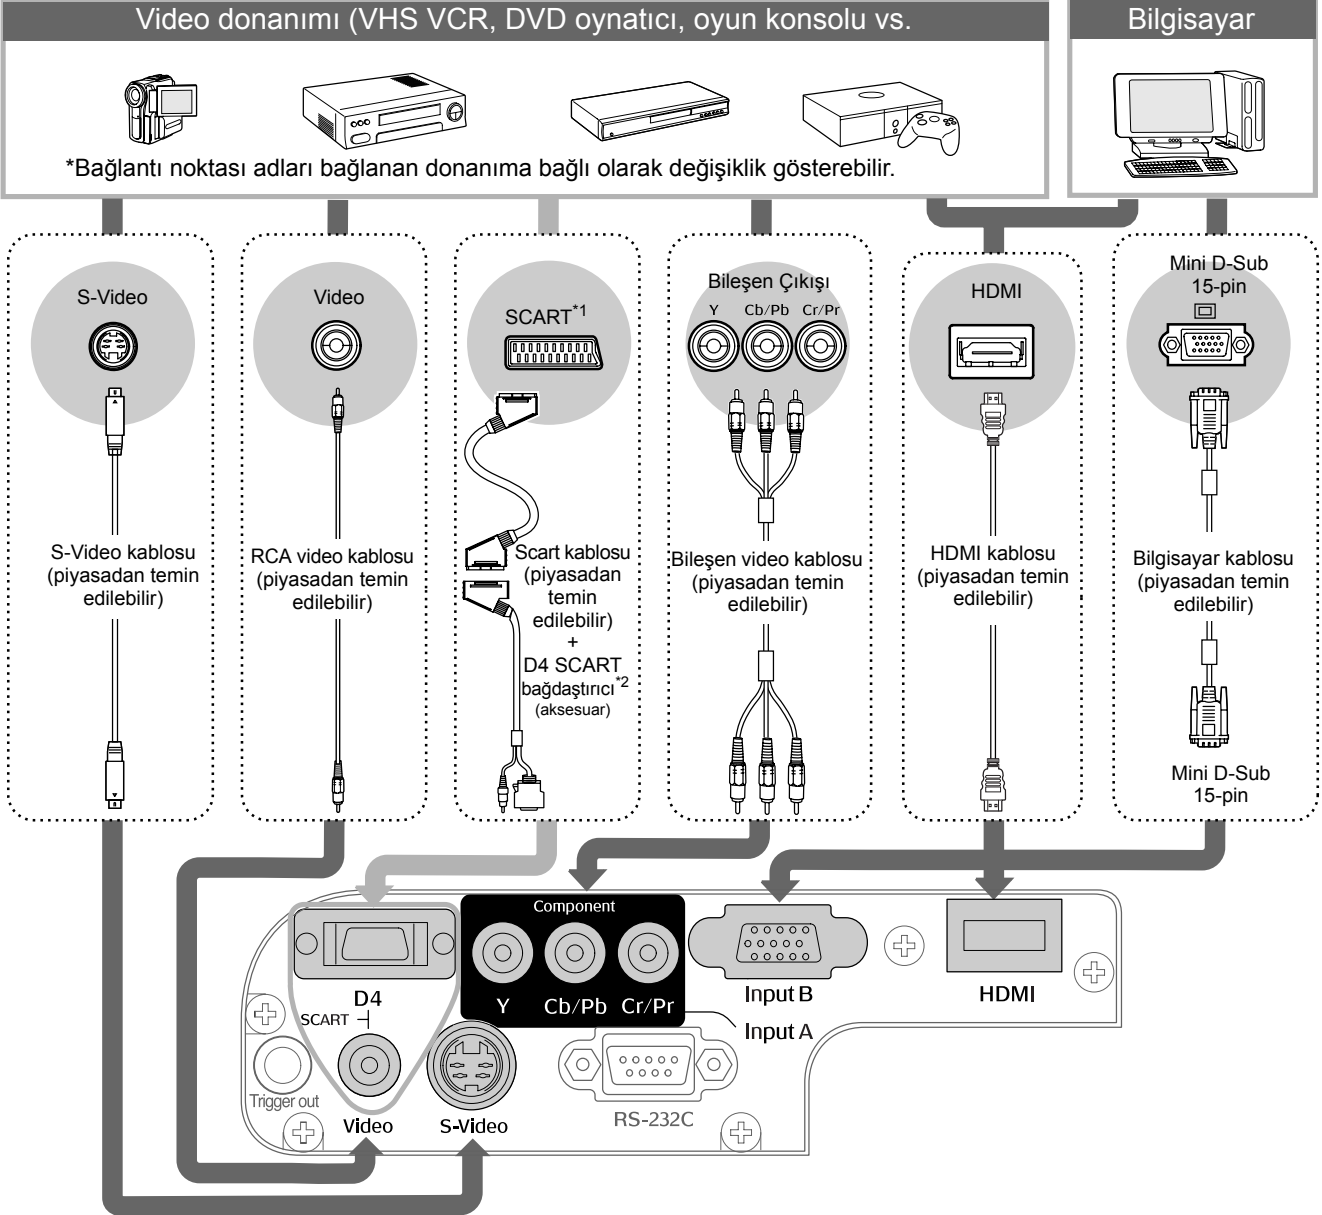 Video donanımı (VHS VCR, DVD oynatıcı, oyun konsolu vs.
Bilgisayar
*Bağlantı noktası adları bağlanan donanıma bağlı olarak değişiklik gösterebilir.
S-Video
Video
SCART*1
Bileşen Çıkışı
Y Cb/Pb Cr/Pr
HDMI
Mini D-Sub
15-pin
S-Video kablosu
(piyasadan temin
edilebilir)
RCA video kablosu
(piyasadan temin
edilebilir)
Scart kablosu
(piyasadan
temin
edilebilir)
+
D4 SCART
bağdaştırıcı*2
(aksesuar)
Bileşen video kablosu
(piyasadan temin
edilebilir)
HDMI kablosu
(piyasadan temin
edilebilir)
Bilgisayar kablosu
(piyasadan temin
edilebilir)
Mini D-Sub
15-pin
Component
Y Cb/Pb Cr/Pr
D4
SCART
Input B
Input A
HDMI
Trigger out
Video
S-Video
RS-232C